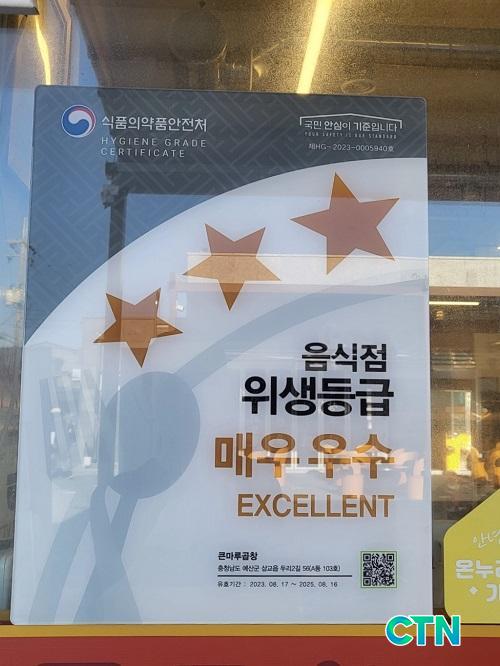 식품의약품안전처
HYGIENE GRADE
CERTIFICATE
국민 안심이 기준입니다
YOUR SAFETY IS OUR STANDARD
제HG-2023-0005940호
음식점
위생등급
매우 우수
EXCELLENT
큰마루곱창
충청남도 예산군 삽교읍 두리2길 56(A동 103호)
유효기간 : 2023. 08. 17 ~ 2025. 08. 16
CTN